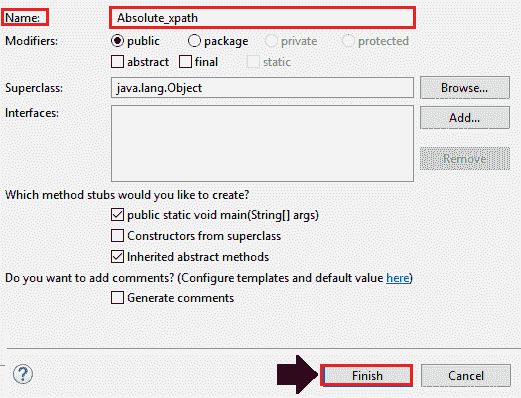 Name: Absolute_xpath
Modifiers: public package private protected
abstract final static
Superclass: java.lang.Object Browse...
Interfaces: Add...
Remove
Which method stubs would you like to create?
public static void main(String[] args)
Constructors from superclass
Inherited abstract methods
Do you want to add comments? (Configure templates and default value here)
Generate comments
? Finish Cancel